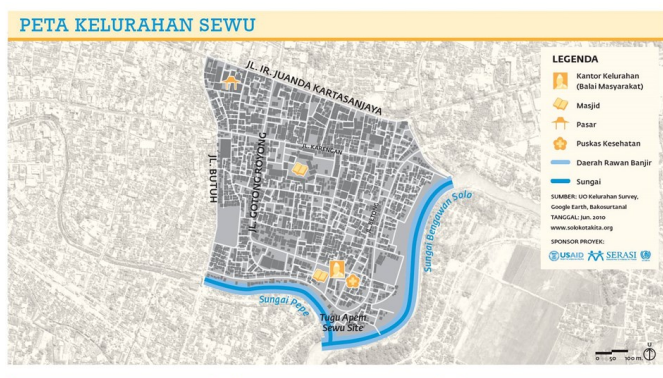 PETA KELURAHAN SEWU
JL. IR. JUANDA KARTASANJAYA
JL. KARENGAN
JL. BUTUH
JL. GOTONG ROYONG
Sungai Bengawan Solo
Sungai Pepe
Tugu Apem
Sewu Site
LEGENDA
Kantor Kelurahan
(Balai Masyarakat)
Masjid
Pasar
Puskas Kesehatan
Daerah Rawan Banjir
Sungai
SUMBER: UO Kelurahan Survey,
Google Earth, Bakosurtanal
TANGGAL: Jun. 2010
www.solokotakita.org
SPONSOR PROYEK:
USAID SERASI
U
0 50 100 m.